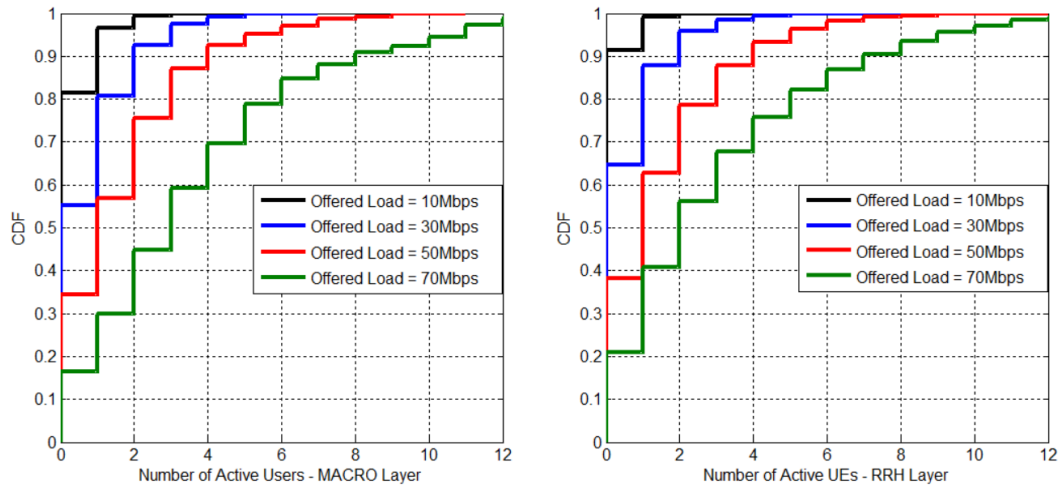 1
0.9
0.8
0.7
0.6
0.5
0.4
0.3
0.2
0.1
0
CDF
0 2 4 6 8 10 12
Number of Active Users - MACRO Layer
Offered Load = 10Mbps
Offered Load = 30Mbps
Offered Load = 50Mbps
Offered Load = 70Mbps
1
0.9
0.8
0.7
0.6
0.5
0.4
0.3
0.2
0.1
0
CDF
0 2 4 6 8 10 12
Number of Active UEs - RRH Layer
Offered Load = 10Mbps
Offered Load = 30Mbps
Offered Load = 50Mbps
Offered Load = 70Mbps